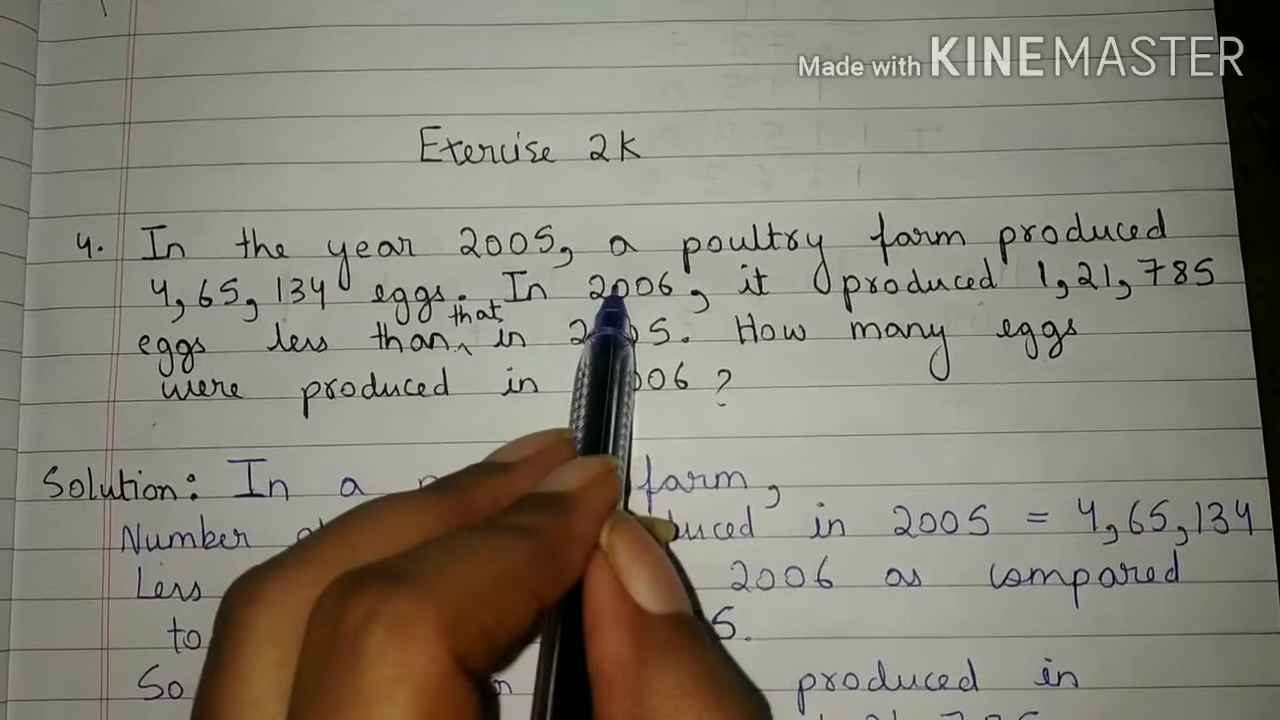 Made with KINEMASTER
Exercise 2K
4. In the year 2005, a poultry farm produced
4,65,134 eggs. In 2006, it produced 1,21,785
eggs less than that in 2005. How many eggs
were produced in 2006?
Solution: In a farm,
Number in 2005 = 4,65,134
Less 2006 as compared
to
So produced in